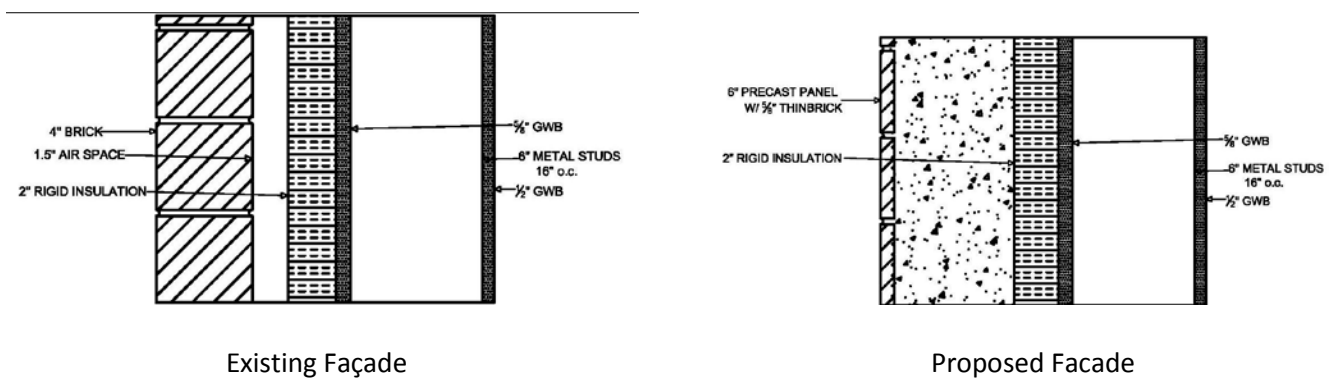 4" BRICK
1.5" AIR SPACE
2" RIGID INSULATION
⅝" GWB
6" METAL STUDS
16" o.c.
½" GWB
Existing Façade
6" PRECAST PANEL
W/ ⅝" THINBRICK
2" RIGID INSULATION
⅝" GWB
6" METAL STUDS
16" o.c.
½" GWB
Proposed Facade